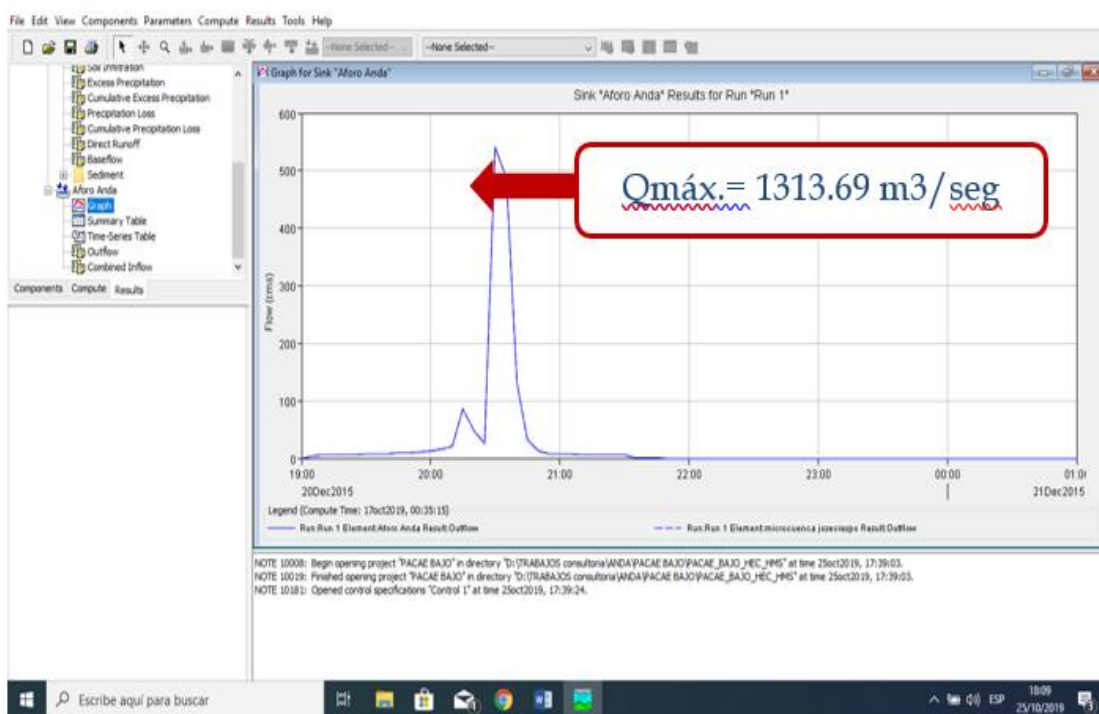 File Edit View Components Parameters Compute Results Tools Help
--None Selected-- --None Selected--
Soil Infiltration
Excess Precipitation
Cumulative Excess Precipitation
Precipitation Loss
Cumulative Precipitation Loss
Direct Runoff
Baseflow
Sediment
Aforo Anda
Graph
Summary Table
Time-Series Table
Outflow
Combined Inflow
Components Compute Results
Graph for Sink "Aforo Anda"
Sink "Aforo Anda" Results for Run "Run 1"
Qmáx.= 1313.69 m3/seg
Flow (cms)
600
500
400
300
200
100
0
19:00 20:00 21:00 22:00 23:00 00:00 01:0
20Dec2015 21Dec2015
Legend (Compute Time: 17oct2019, 00:35:15)
Run:Run 1 Element:Aforo Anda Result:Outflow Run:Run 1 Element:microcuenca Result:Outflow
NOTE 10008: Begin opening project "PACAE BAJO" in directory "D:\TRABAJOS consultoria\ANDA\PACAE BAJO\PACAE_BAJO_HEC_HMS" at time 25oct2019, 17:39:03.
NOTE 10019: Finished opening project "PACAE BAJO" in directory "D:\TRABAJOS consultoria\ANDA\PACAE BAJO\PACAE_BAJO_HEC_HMS" at time 25oct2019, 17:39:03.
NOTE 10181: Opened control specifications "Control 1" at time 25oct2019, 17:39:24.
Escribe aquí para buscar
ESP
18:09
25/10/2019